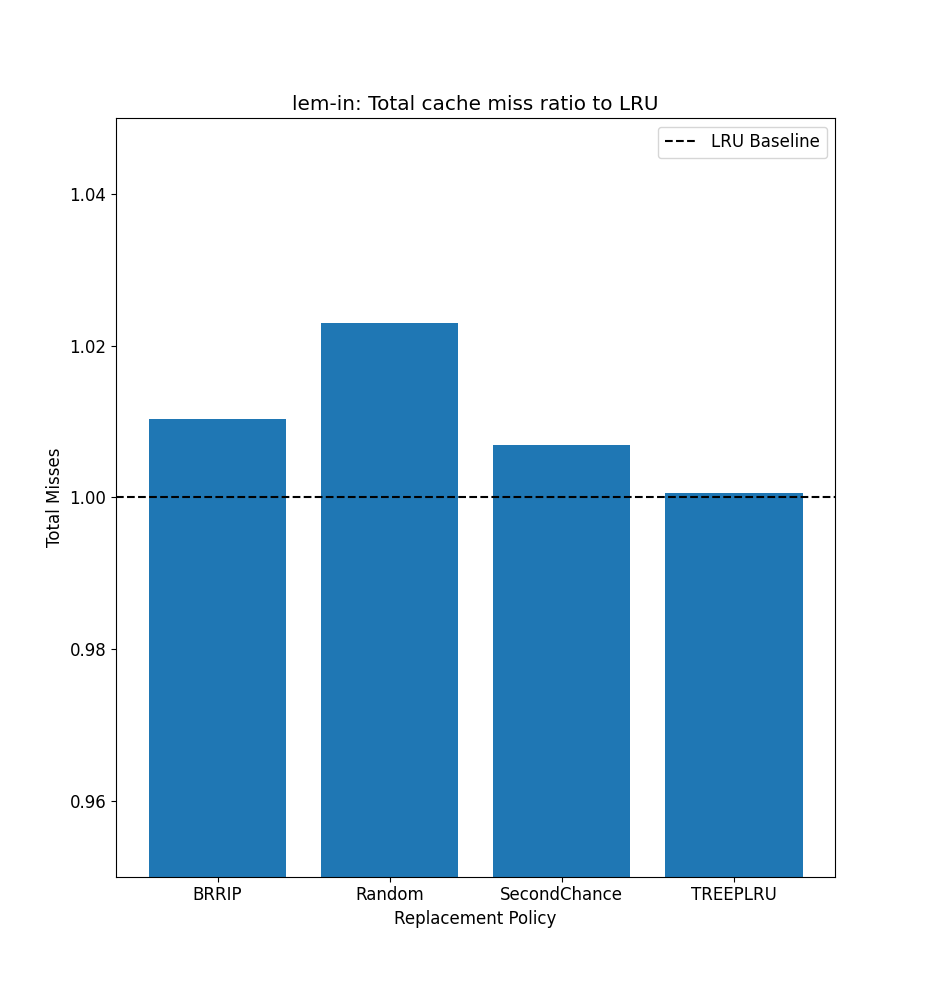 lem-in: Total cache miss ratio to LRU
LRU Baseline
1.04
1.02
1.00
0.98
0.96
Total Misses
BRRIP
Random
SecondChance
TREEPLRU
Replacement Policy